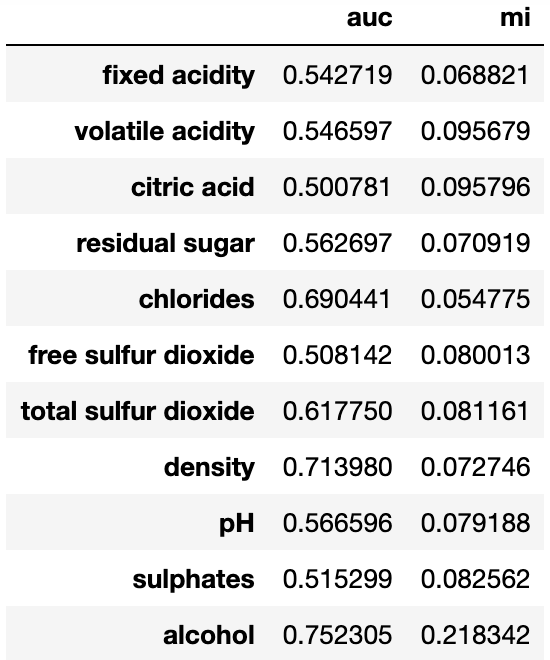 auc mi
fixed acidity 0.542719 0.068821
volatile acidity 0.546597 0.095679
citric acid 0.500781 0.095796
residual sugar 0.562697 0.070919
chlorides 0.690441 0.054775
free sulfur dioxide 0.508142 0.080013
total sulfur dioxide 0.617750 0.081161
density 0.713980 0.072746
pH 0.566596 0.079188
sulphates 0.515299 0.082562
alcohol 0.752305 0.218342